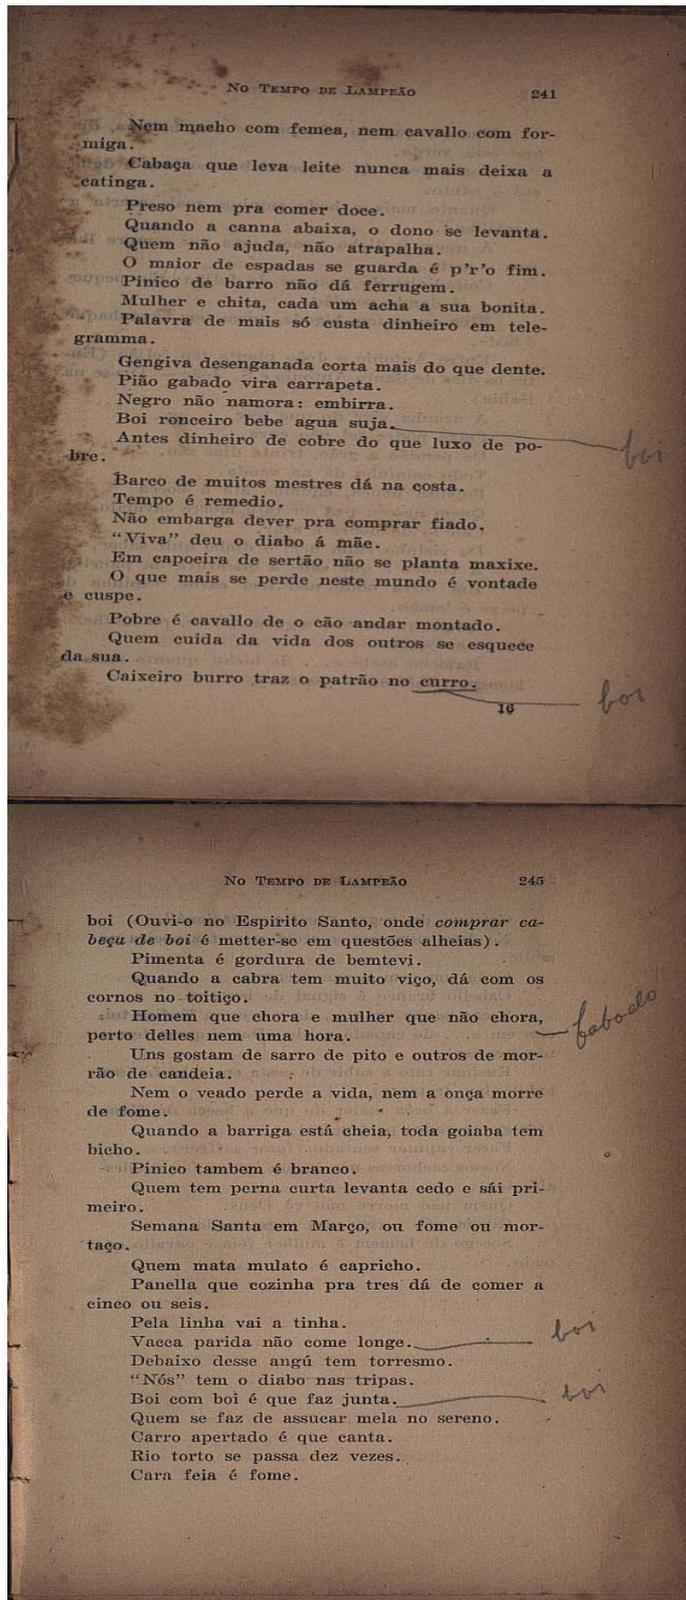 No Tempo de Lampeão 241
Nem macho com femea, nem cavallo com for-
miga.
Cabaça que leva leite nunca mais deixa a
catinga.
Preso nem pra comer doce.
Quando a canna abaixa, o dono se levanta.
Quem não ajuda, não atrapalha.
O maior de espadas se guarda é p'r'o fim.
Pinico de barro não dá ferrugem.
Mulher e chita, cada um acha a sua bonita.
Palavra de mais só custa dinheiro em tele-
gramma.
Gengiva desenganada corta mais do que dente.
Pião gabado vira carrapeta.
Negro não namora: embirra.
Boi ronceiro bebe agua suja.
Antes dinheiro de cobre do que luxo de po-
boi
bre.
Barco de muitos mestres dá na costa.
Tempo é remedio.
Não embarga dever pra comprar fiado.
"Viva" deu o diabo á mãe.
Em capoeira de sertão não se planta maxixe.
O que mais se perde neste mundo é vontade
e cuspe.
Pobre é cavallo de o cão andar montado.
Quem cuida da vida dos outros se esquece
da sua.
Caixeiro burro traz o patrão no curro.
boi
16
No Tempo de Lampeão 245
boi (Ouvi-o no Espirito Santo, onde comprar ca-
beça de boi é metter-se em questões alheias).
Pimenta é gordura de bemtevi.
Quando a cabra tem muito viço, dá com os
cornos no toitiço.
Homem que chora e mulher que não chora,
perto delles nem uma hora.
Uns gostam de sarro de pito e outros de mor-
rão de candeia.
Nem o veado perde a vida, nem a onça morre
de fome.
Quando a barriga está cheia, toda goiaba tem
bicho.
Pinico tambem é branco.
Quem tem perna curta levanta cedo e sái pri-
meiro.
Semana Santa em Março, ou fome ou mor-
taço.
Quem mata mulato é capricho.
Panella que cozinha pra tres dá de comer a
cinco ou seis.
Pela linha vai a tinha.
Vacca parida não come longe.
boi
Debaixo desse angú tem torresmo.
"Nós" tem o diabo nas tripas.
Boi com boi é que faz junta.
boi
Quem se faz de assucar mela no sereno.
Carro apertado é que canta.
Rio torto se passa dez vezes.
Cara feia é fome.